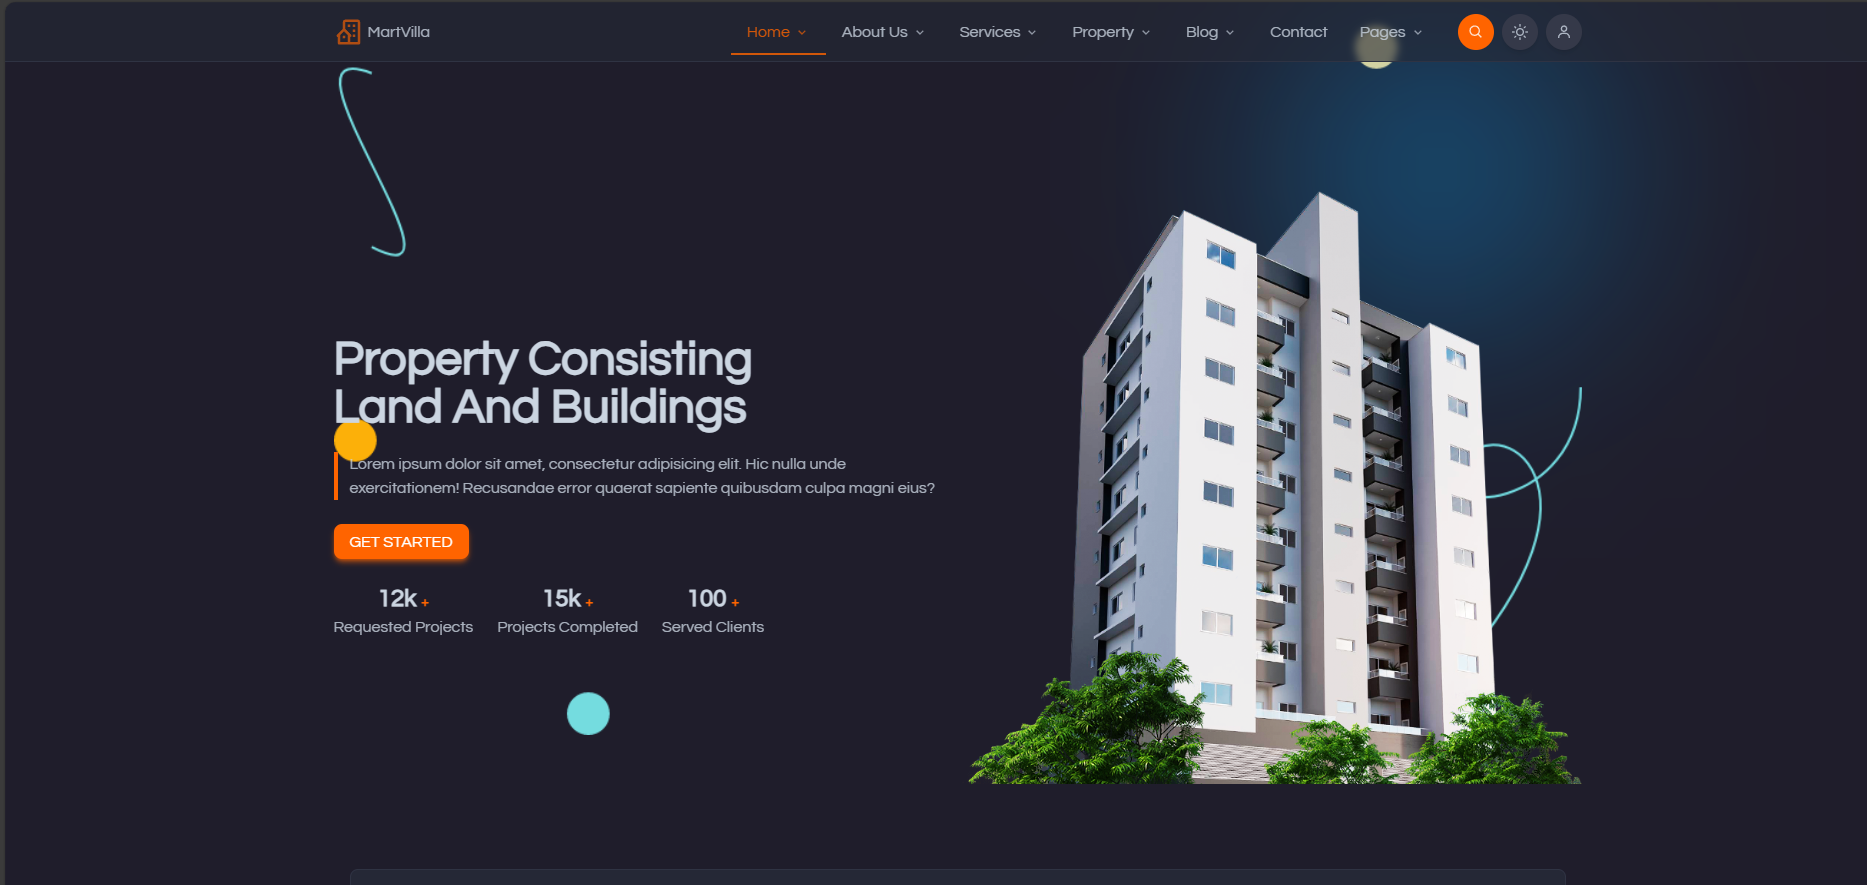 MartVilla
Home
About Us
Services
Property
Blog
Contact
Pages
Property Consisting
Land And Buildings
Lorem ipsum dolor sit amet, consectetur adipisicing elit. Hic nulla unde
exercitationem! Recusandae error quaerat sapiente quibusdam culpa magni eius?
GET STARTED
12k +
Requested Projects
15k +
Projects Completed
100 +
Served Clients